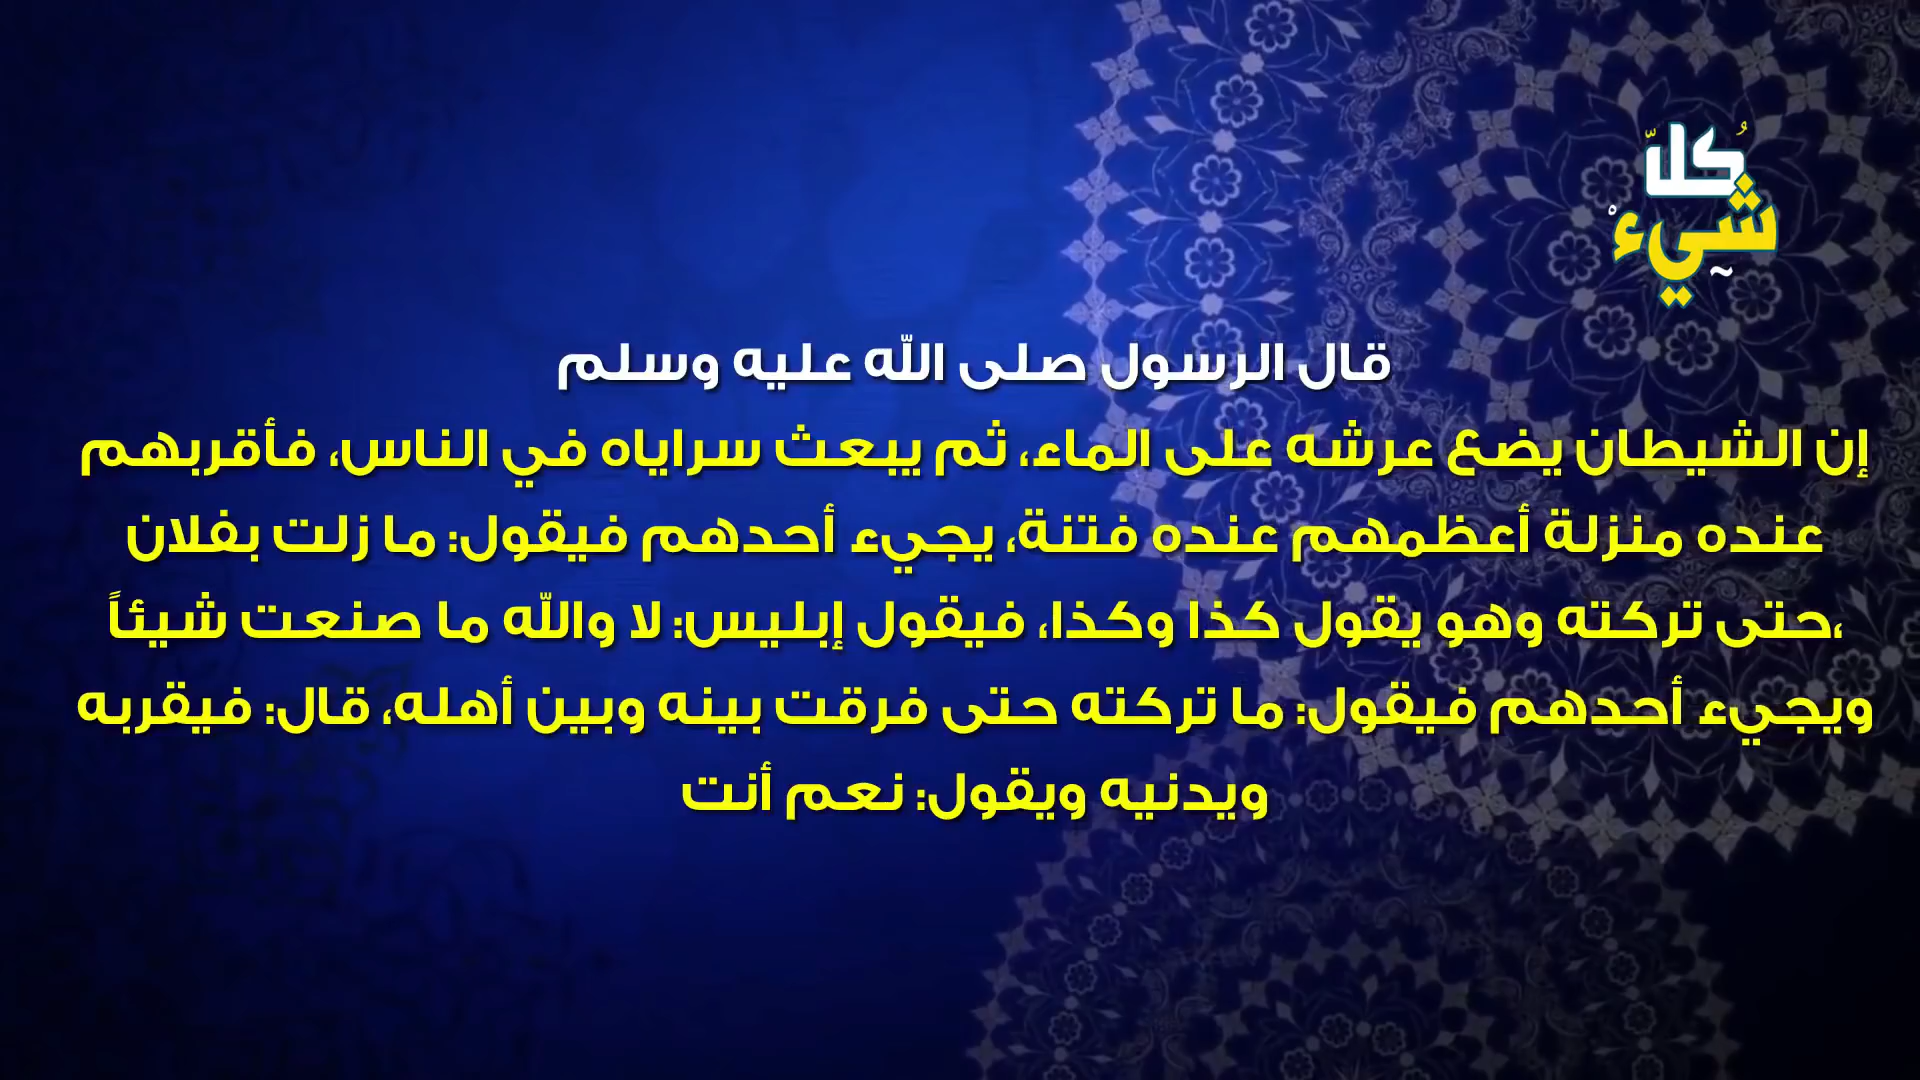 كُلّ
شَيْءٍ
قال الرسول صلى الله عليه وسلم
إن الشيطان يضع عرشه على الماء، ثم يبعث سراياه في الناس، فأقربهم
عنده منزلة أعظمهم عنده فتنة، يجيء أحدهم فيقول: ما زلت بفلان
،حتى تركته وهو يقول كذا وكذا، فيقول إبليس: لا والله ما صنعت شيئاً
ويجيء أحدهم فيقول: ما تركته حتى فرقت بينه وبين أهله، قال: فيقربه
ويدنيه ويقول: نعم أنت